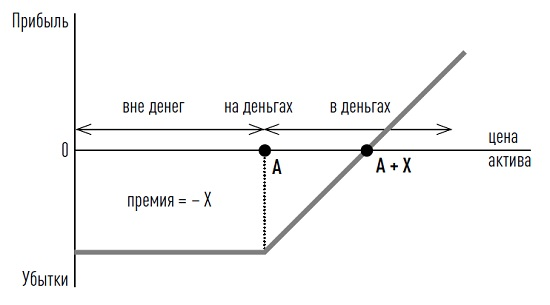 Прибыль
вне денег
на деньгах
в деньгах
0
A
A + X
цена
актива
премия = – X
Убытки